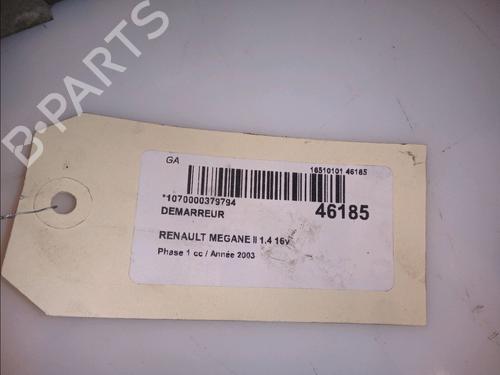 B-PARTS
GA
16510101 46185
*1070000379794
DEMARREUR
46185
RENAULT MEGANE II 1.4 16v
Phase 1 cc / Année 2003